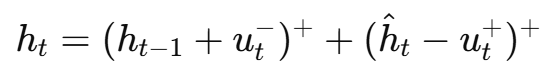 $h_t = (h_{t-1} + u_t^-)^+ + (\hat{h}_t - u_t^+)^+$